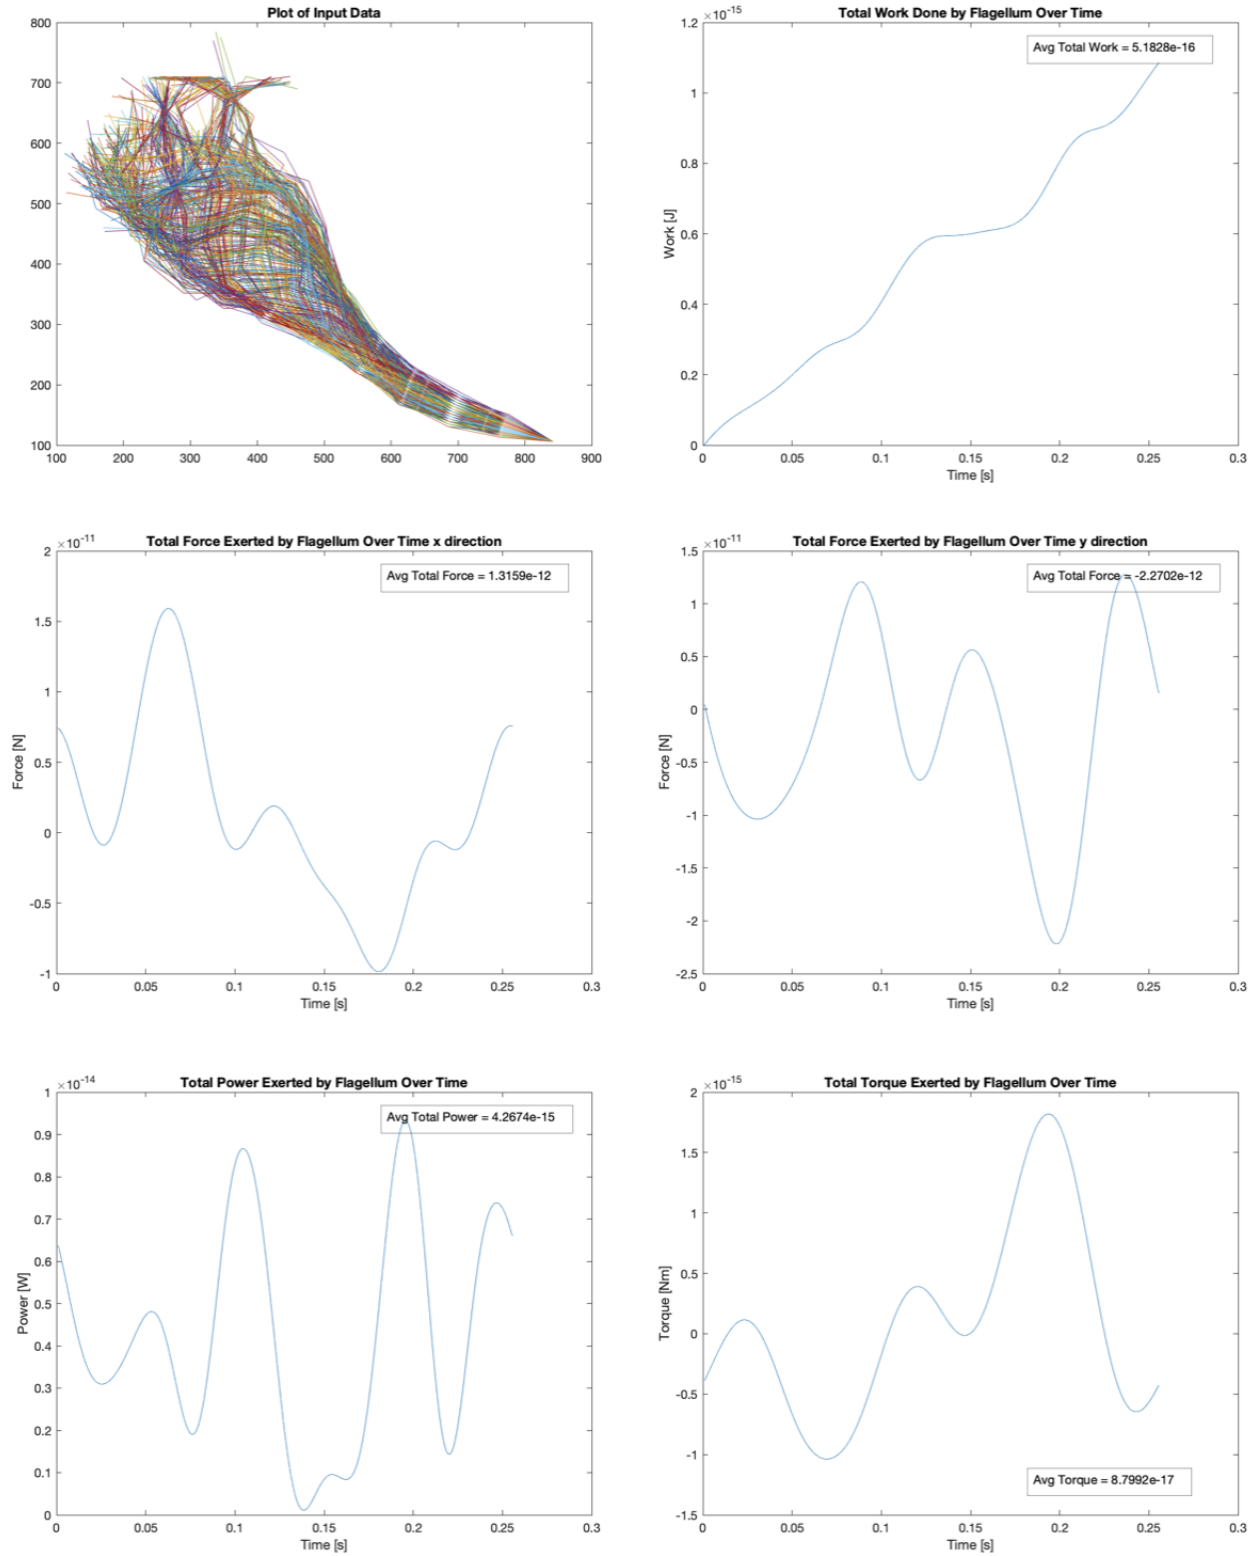 Plot of Input Data
800
700
600
500
400
300
200
100
100 200 300 400 500 600 700 800 900
×10-15
Total Work Done by Flagellum Over Time
Avg Total Work = 5.1828e-16
1.2
1
0.8
0.6
0.4
0.2
0
Work [J]
0 0.05 0.1 0.15 0.2 0.25 0.3
Time [s]
×10-11
Total Force Exerted by Flagellum Over Time x direction
Avg Total Force = 1.3159e-12
2
1.5
1
0.5
0
-0.5
-1
Force [N]
0 0.05 0.1 0.15 0.2 0.25 0.3
Time [s]
×10-11
Total Force Exerted by Flagellum Over Time y direction
Avg Total Force = -2.2702e-12
1.5
1
0.5
0
-0.5
-1
-1.5
-2
-2.5
Force [N]
0 0.05 0.1 0.15 0.2 0.25 0.3
Time [s]
×10-14
Total Power Exerted by Flagellum Over Time
Avg Total Power = 4.2674e-15
1
0.9
0.8
0.7
0.6
0.5
0.4
0.3
0.2
0.1
0
Power [W]
0 0.05 0.1 0.15 0.2 0.25 0.3
Time [s]
×10-15
Total Torque Exerted by Flagellum Over Time
2
1.5
1
0.5
0
-0.5
-1
-1.5
Torque [Nm]
Avg Torque = 8.7992e-17
0 0.05 0.1 0.15 0.2 0.25 0.3
Time [s]